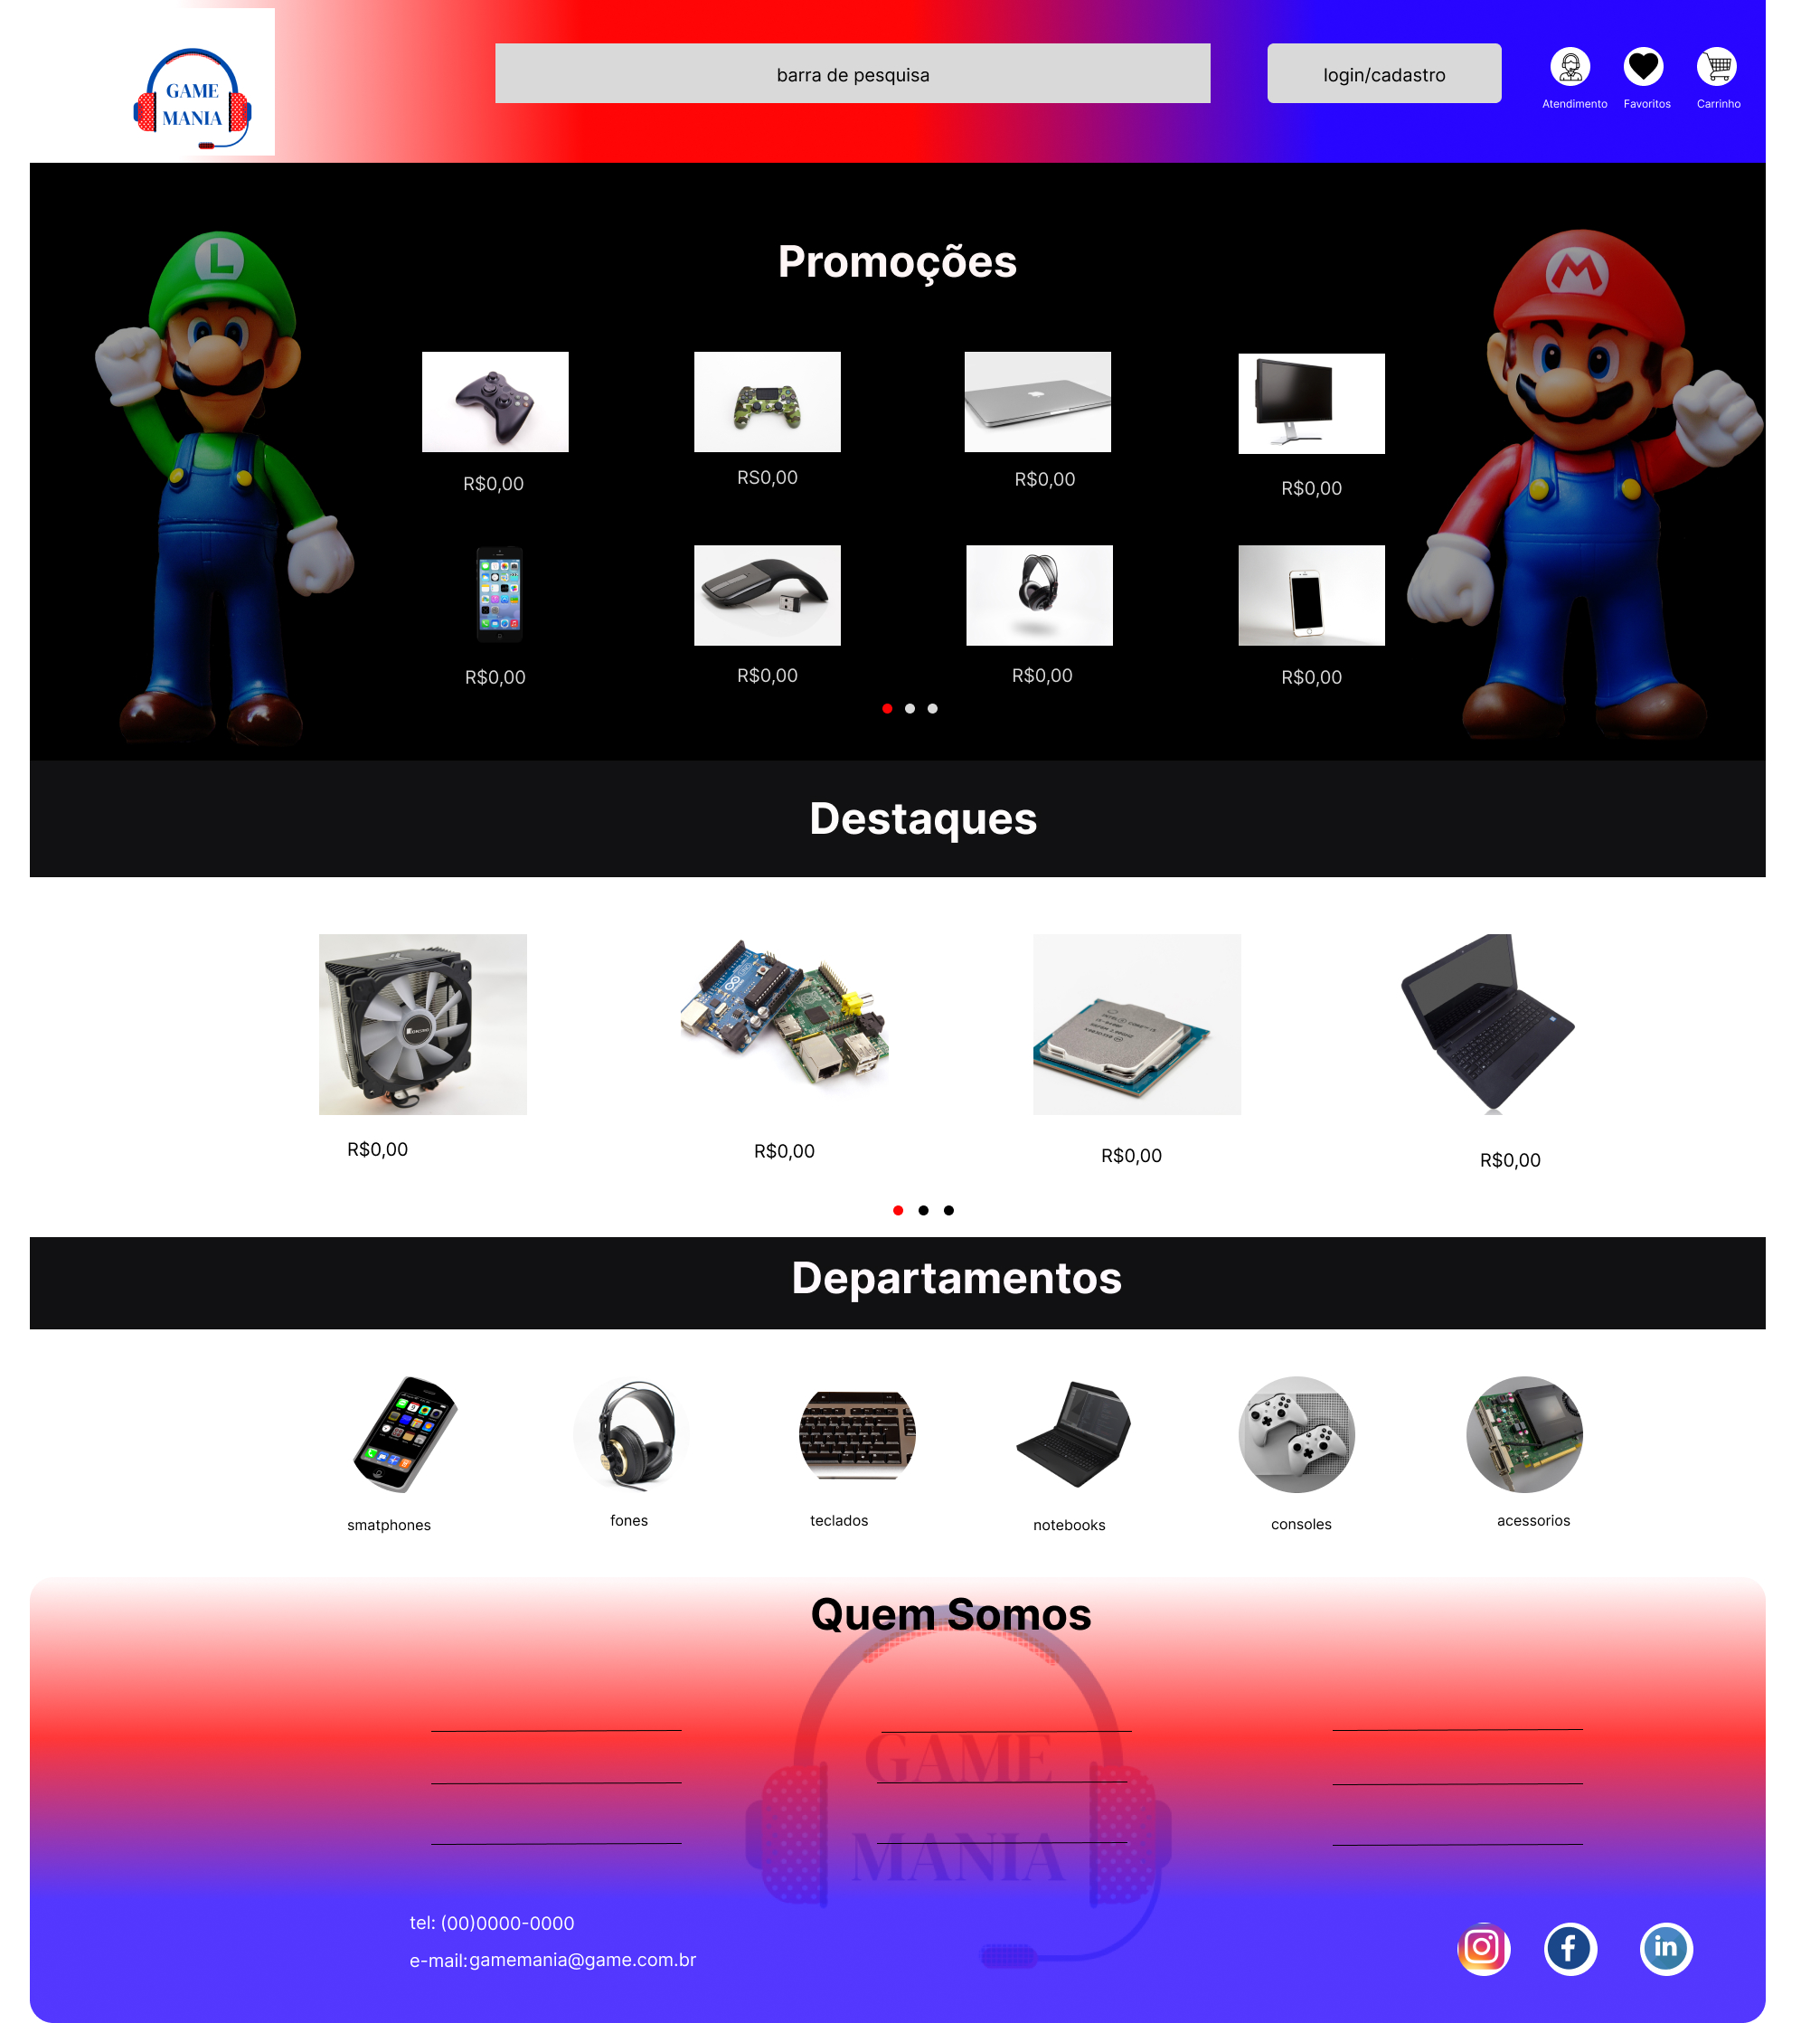 GAME
MANIA
barra de pesquisa
login/cadastro
Atendimento
Favoritos
Carrinho
L
M
Promoções
R$0,00
RS0,00
R$0,00
R$0,00
R$0,00
R$0,00
R$0,00
R$0,00
Destaques
R$0,00
R$0,00
R$0,00
R$0,00
Departamentos
smatphones
fones
teclados
notebooks
consoles
acessorios
Quem Somos
GAME
MANIA
tel: (00)0000-0000
e-mail:gamemania@game.com.br
f
in